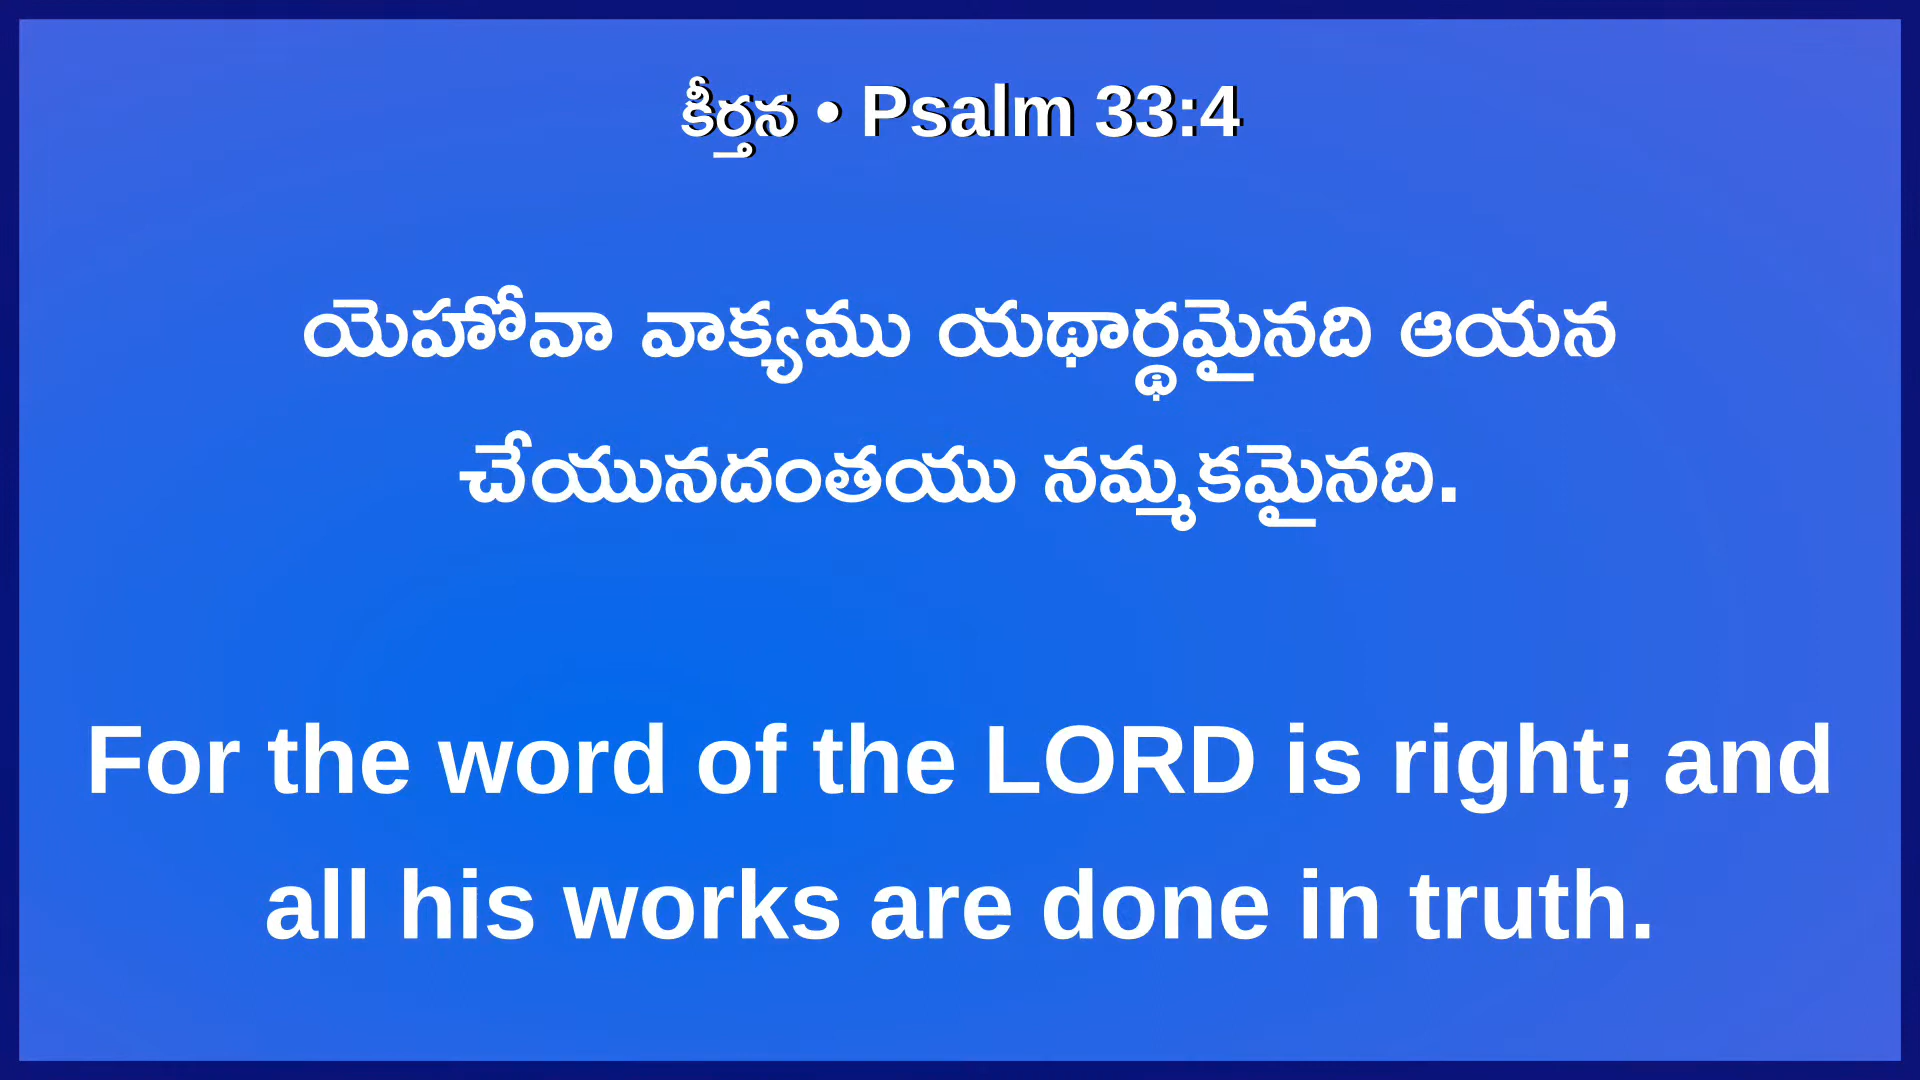 కీర్తన • Psalm 33:4
యెహోవా వాక్యము యథార్థమైనది ఆయన
చేయునదంతయు నమ్మకమైనది.
For the word of the LORD is right; and
all his works are done in truth.